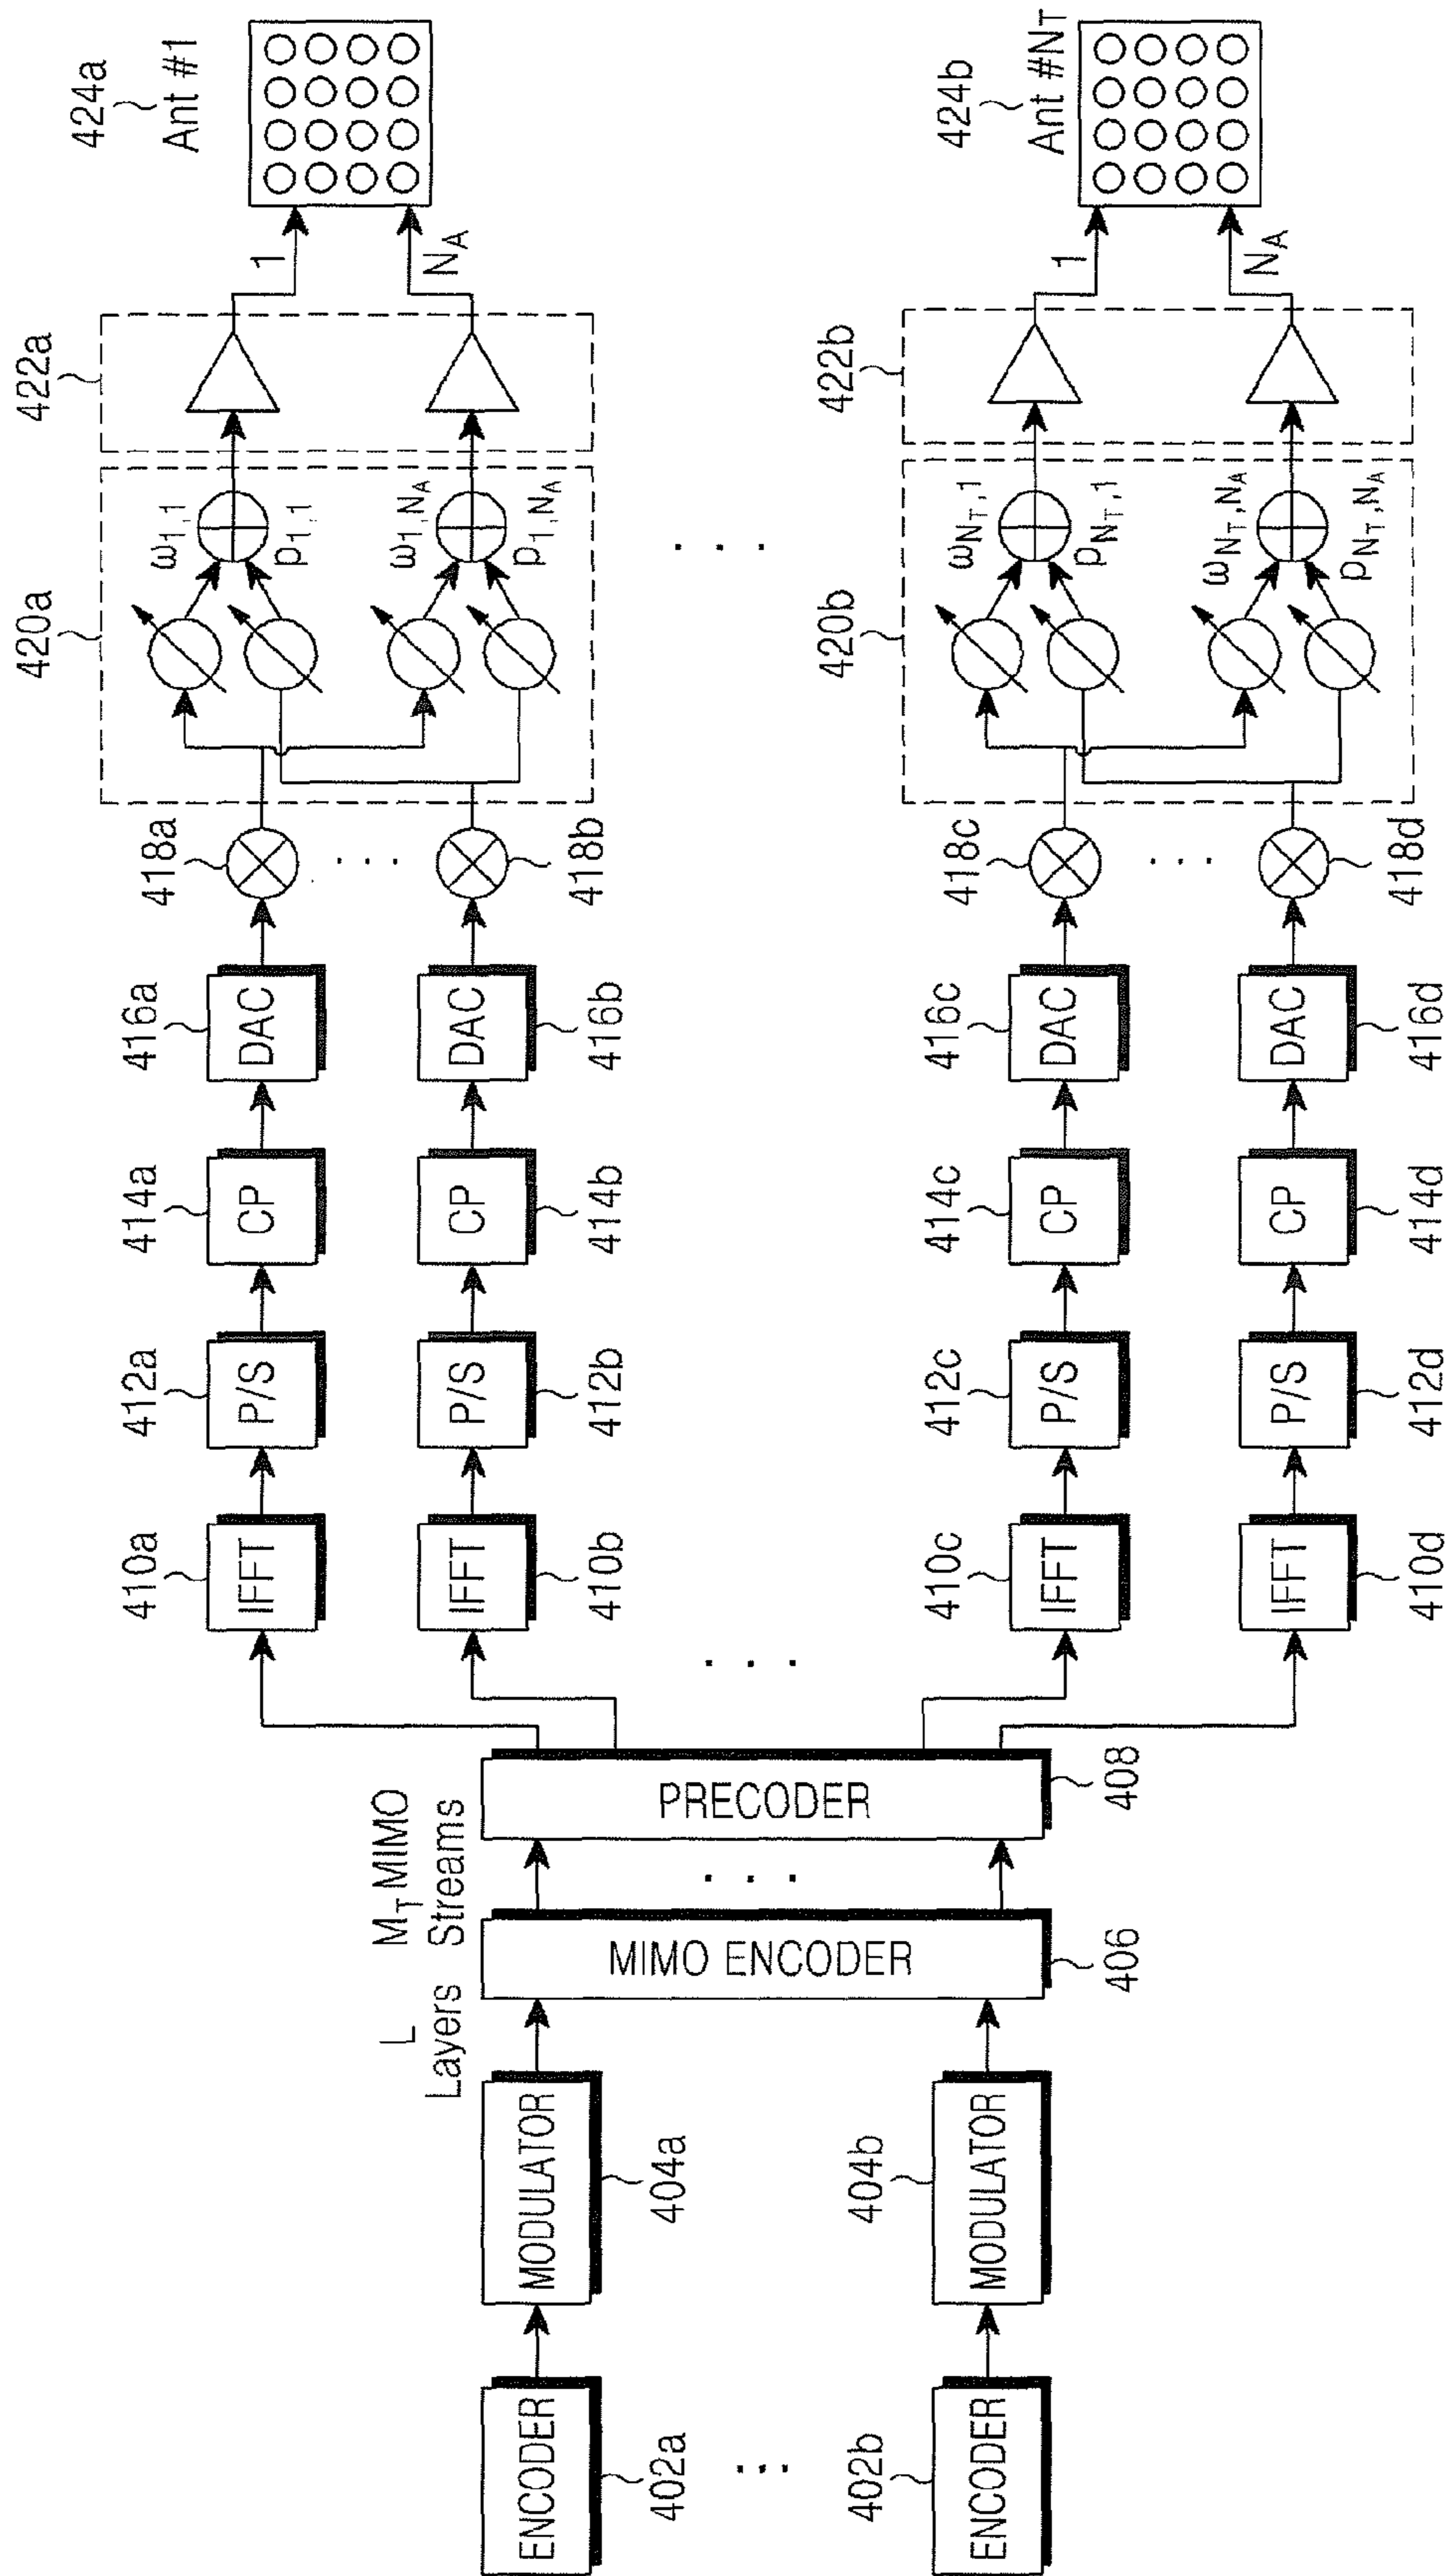 ENCODER
402a
...
402b
ENCODER
MODULATOR
404a
404b
MODULATOR
L
Layers
MIMO ENCODER
406
M_T MIMO
Streams
...
PRECODER
408
...
410a
IFFT
IFFT
410b
410c
IFFT
IFFT
410d
412a
P/S
P/S
412b
412c
P/S
P/S
412d
414a
CP
CP
414b
414c
CP
CP
414d
416a
DAC
DAC
416b
416c
DAC
DAC
416d
418a
...
418b
418c
...
418d
420a
ω1,1
p1,1
ω1,NA
p1,NA
...
420b
ωNT,1
pNT,1
ωNT,NA
pNT,NA
422a
422b
1
NA
1
NA
424a
Ant #1
424b
Ant #NT